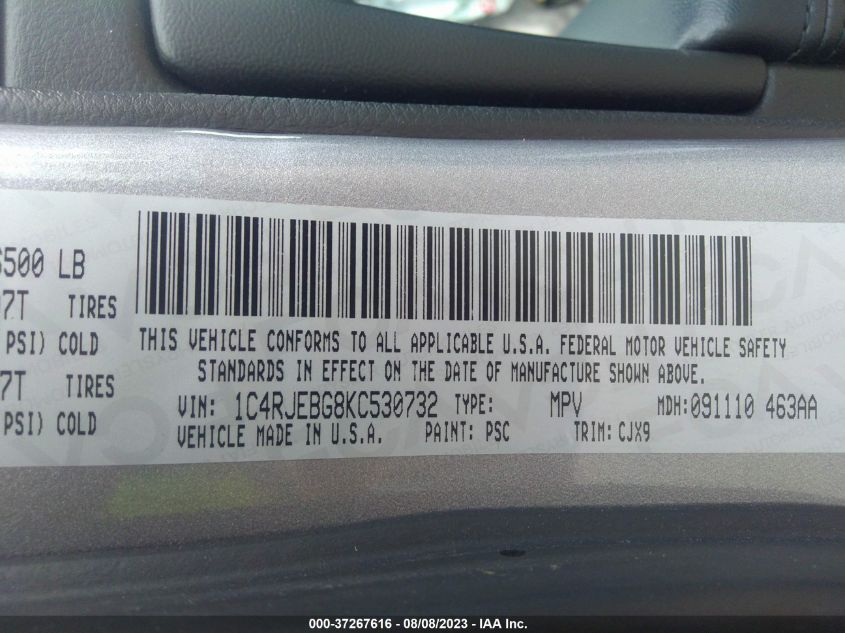 6500 LB
7T TIRES
PSI) COLD
7T TIRES
PSI) COLD
THIS VEHICLE CONFORMS TO ALL APPLICABLE U.S.A. FEDERAL MOTOR VEHICLE SAFETY
STANDARDS IN EFFECT ON THE DATE OF MANUFACTURE SHOWN ABOVE.
VIN: 1C4RJEBG8KC530732 TYPE: MPV MDH:091110 463AA
VEHICLE MADE IN U.S.A. PAINT: PSC TRIM: CJX9
000-37267616 - 08/08/2023 - IAA Inc.